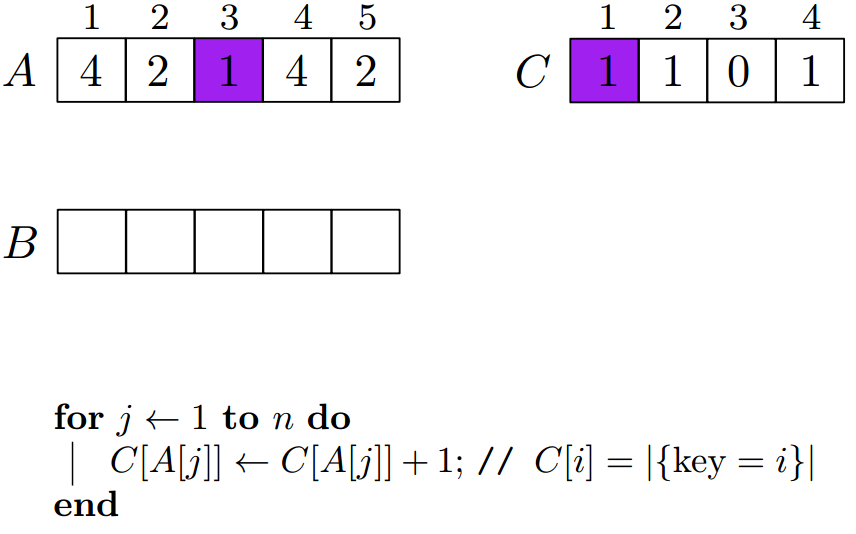 1 2 3 4 5 1 2 3 4
A 4 2 1 4 2 C 1 1 0 1
B
for j ← 1 to n do
| C[A[j]] ← C[A[j]] + 1; // C[i] = |{key = i}|
end